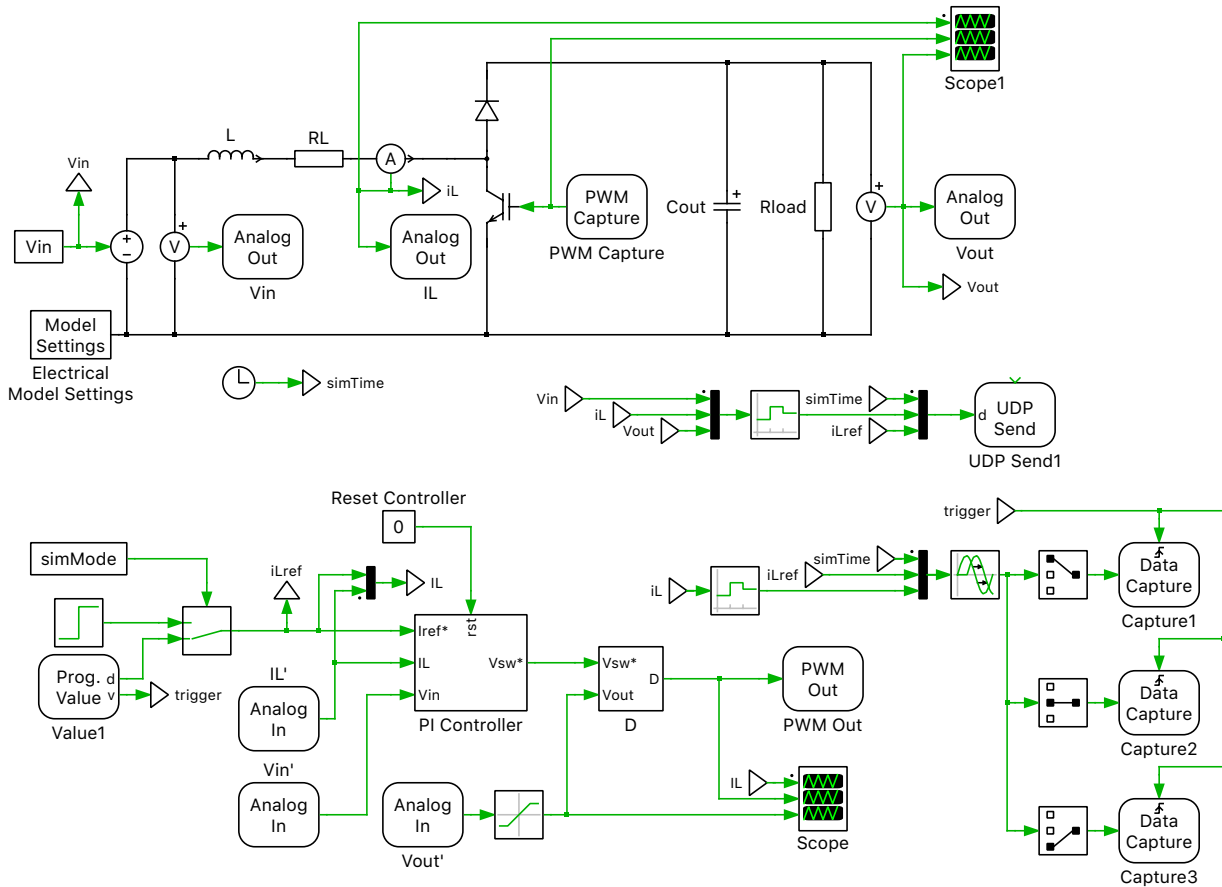 Scope1
L
RL
A
Vin
iL
PWM
Capture
PWM Capture
Cout
+
Rload
+
V
Analog
Out
Vout
Vin
+
−
+
V
Analog
Out
Vin
Analog
Out
IL
Vout
Model
Settings
Electrical
Model Settings
simTime
Vin
iL
Vout
simTime
iLref
d
UDP
Send
UDP Send1
Reset Controller
0
trigger
simMode
iLref
IL
iL
iLref
simTime
Data
Capture
Capture1
Iref*
rst
IL
Vin
Vsw*
PI Controller
Vsw*
Vout
D
D
PWM
Out
PWM Out
Prog.
Value
d
v
Value1
trigger
IL'
Analog
In
Data
Capture
Capture2
Vin'
Analog
In
Analog
In
Vout'
IL
Scope
Data
Capture
Capture3